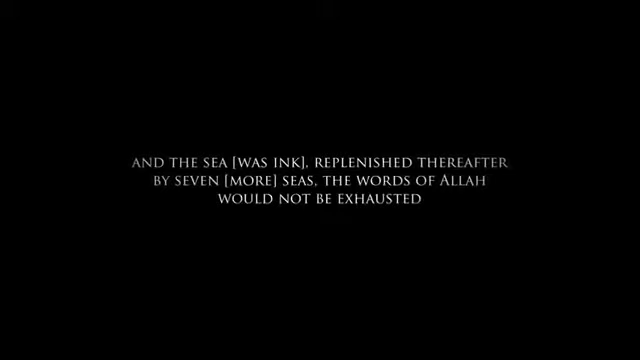 AND THE SEA [WAS INK], REPLENISHED THEREAFTER
BY SEVEN [MORE] SEAS, THE WORDS OF ALLAH
WOULD NOT BE EXHAUSTED